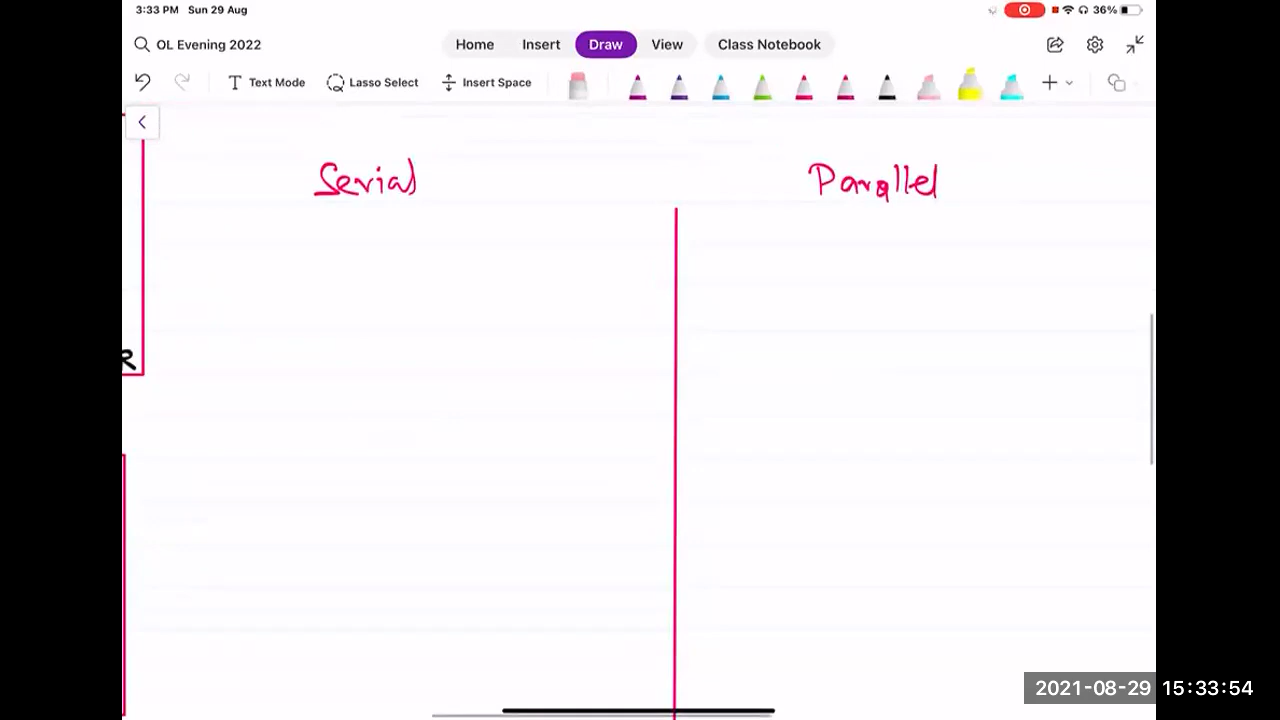 3:33 PM Sun 29 Aug 36%
OL Evening 2022 Home Insert Draw View Class Notebook
Text Mode Lasso Select Insert Space
Serial Parallel
R
2021-08-29 15:33:54